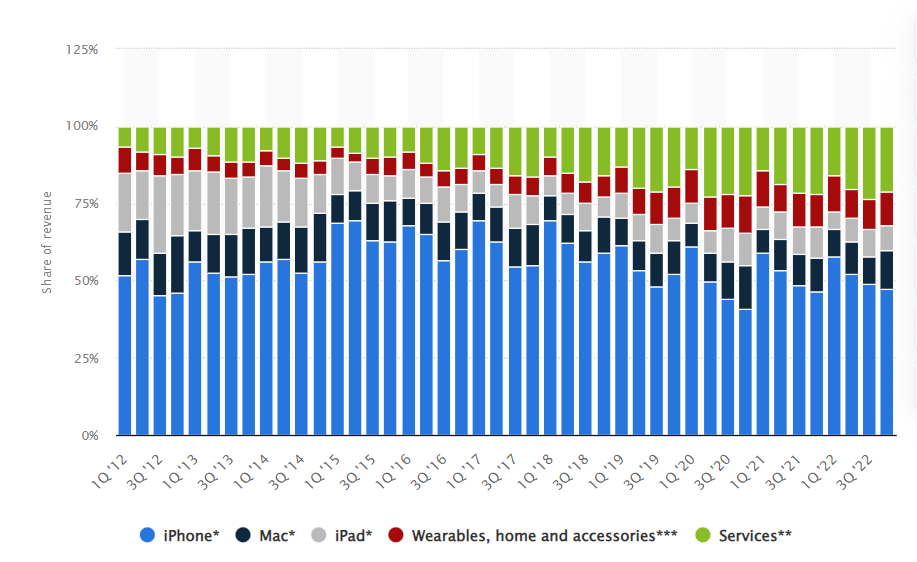 125%
100%
75%
50%
25%
0%
Share of revenue
1Q '12
3Q '12
1Q '13
3Q '13
1Q '14
3Q '14
1Q '15
3Q '15
1Q '16
3Q '16
1Q '17
3Q '17
1Q '18
3Q '18
1Q '19
3Q '19
1Q '20
3Q '20
1Q '21
3Q '21
1Q '22
3Q '22
iPhone* Mac* iPad* Wearables, home and accessories*** Services**